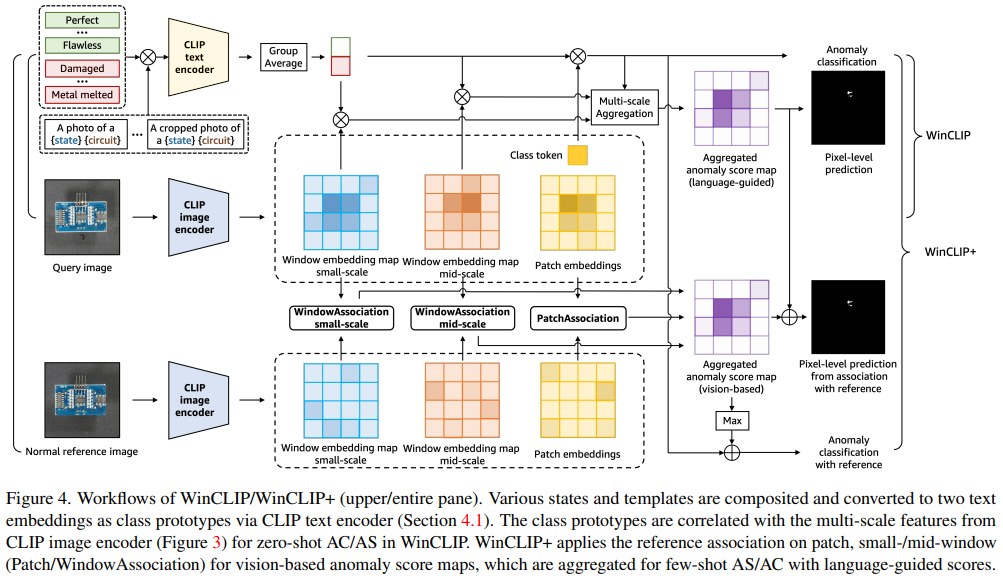 Perfect
...
Flawless
Damaged
...
Metal melted
CLIP
text
encoder
Group
Average
A photo of a
{state} {circuit}
...
A cropped photo of
a {state} {circuit}
Multi-scale
Aggregation
Anomaly
classification
Aggregated
anomaly score map
(language-guided)
Pixel-level
prediction
WinCLIP
Class token
Query image
CLIP
image
encoder
Window embedding map
small-scale
Window embedding map
mid-scale
Patch embeddings
WinCLIP+
WindowAssociation
small-scale
WindowAssociation
mid-scale
PatchAssociation
Aggregated
anomaly score map
(vision-based)
Pixel-level prediction
from association
with reference
Normal reference image
CLIP
image
encoder
Window embedding map
small-scale
Window embedding map
mid-scale
Patch embeddings
Max
Anomaly classification
with reference
Figure 4. Workflows of WinCLIP/WinCLIP+ (upper/entire pane). Various states and templates are composed and converted to two text
embeddings as class prototypes via CLIP text encoder (Section 4.1). The class prototypes are correlated with the multi-scale features from
CLIP image encoder (Figure 3) for zero-shot AC/AS in WinCLIP. WinCLIP+ applies the reference association on patch, small-/mid-window
(Patch/WindowAssociation) for vision-based anomaly score maps, which are aggregated for few-shot AS/AC with language-guided scores.